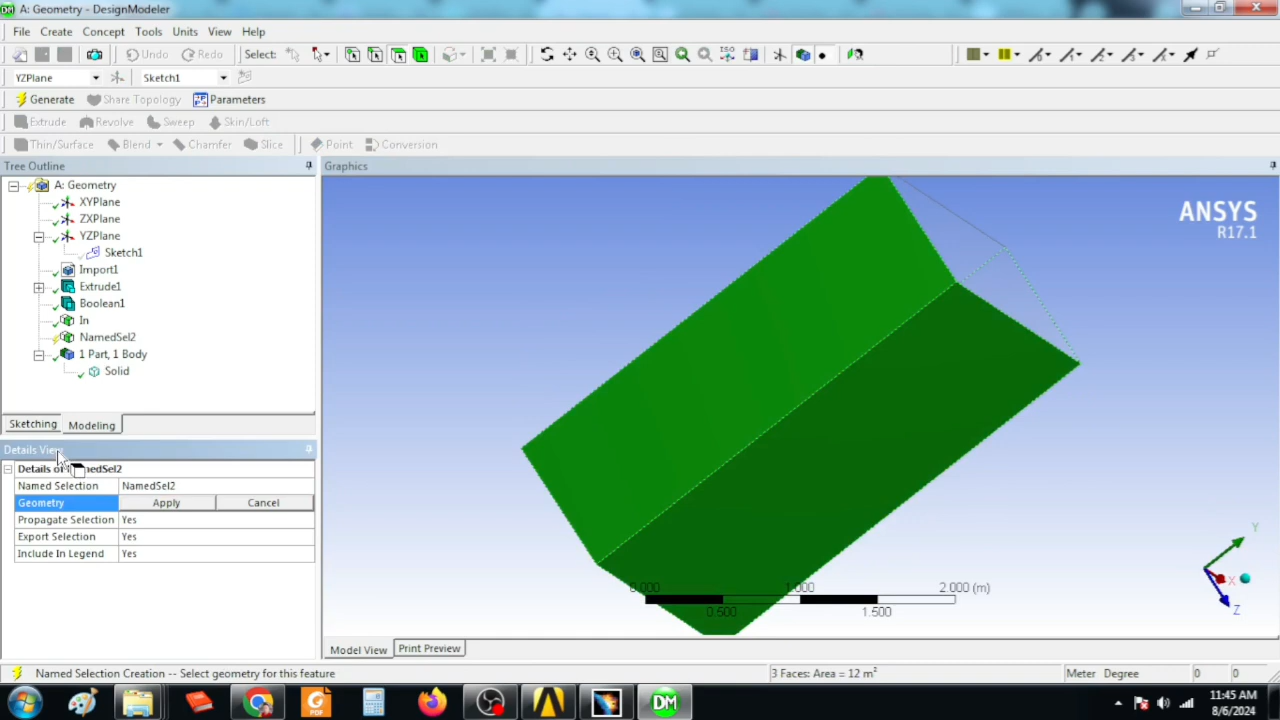 A: Geometry - DesignModeler
File Create Concept Tools Units View Help
Undo Redo Select: ISO
YZPlane Sketch1
Generate Share Topology Parameters
Extrude Revolve Sweep Skin/Loft
Thin/Surface Blend Chamfer Slice Point Conversion
Tree Outline
Graphics
A: Geometry
XYPlane
ZXPlane
YZPlane
Sketch1
Import1
Extrude1
Boolean1
In
NamedSel2
1 Part, 1 Body
Solid
Sketching Modeling
Details View
Named Selection NamedSel2
Geometry Apply Cancel
Propagate Selection Yes
Export Selection Yes
Include In Legend Yes
ANSYS
R17.1
0.000 1.000 2.000 (m)
0.500 1.500
Y
X
Z
Model View Print Preview
Named Selection Creation -- Select geometry for this feature 3 Faces: Area = 12 m² Meter Degree 0 0
PDF DM
11:45 AM
8/6/2024